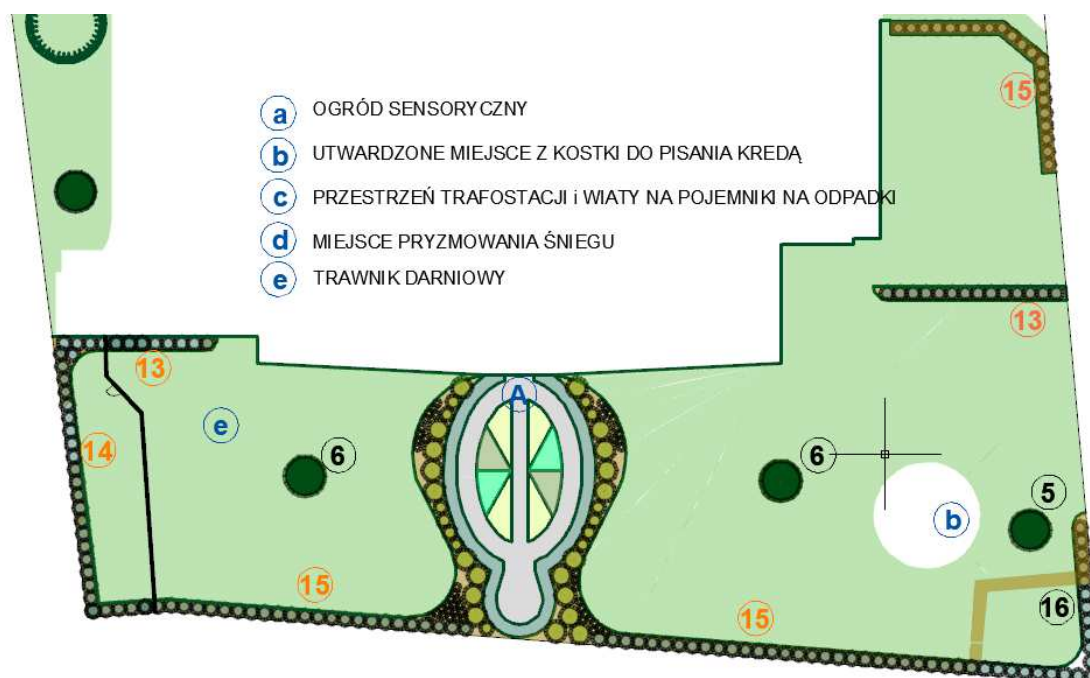 15
a OGRÓD SENSORYCZNY
b UTWARDZONE MIEJSCE Z KOSTKI DO PISANIA KREDĄ
c PRZESTRZEŃ TRAFOSTACJI i WIATY NA POJEMNIKI NA ODPADKI
d MIEJSCE PRYZMOWANIA ŚNIEGU
e TRAWNIK DARNIOWY
13
13
A
14
e
6
6
5
b
15
15
16